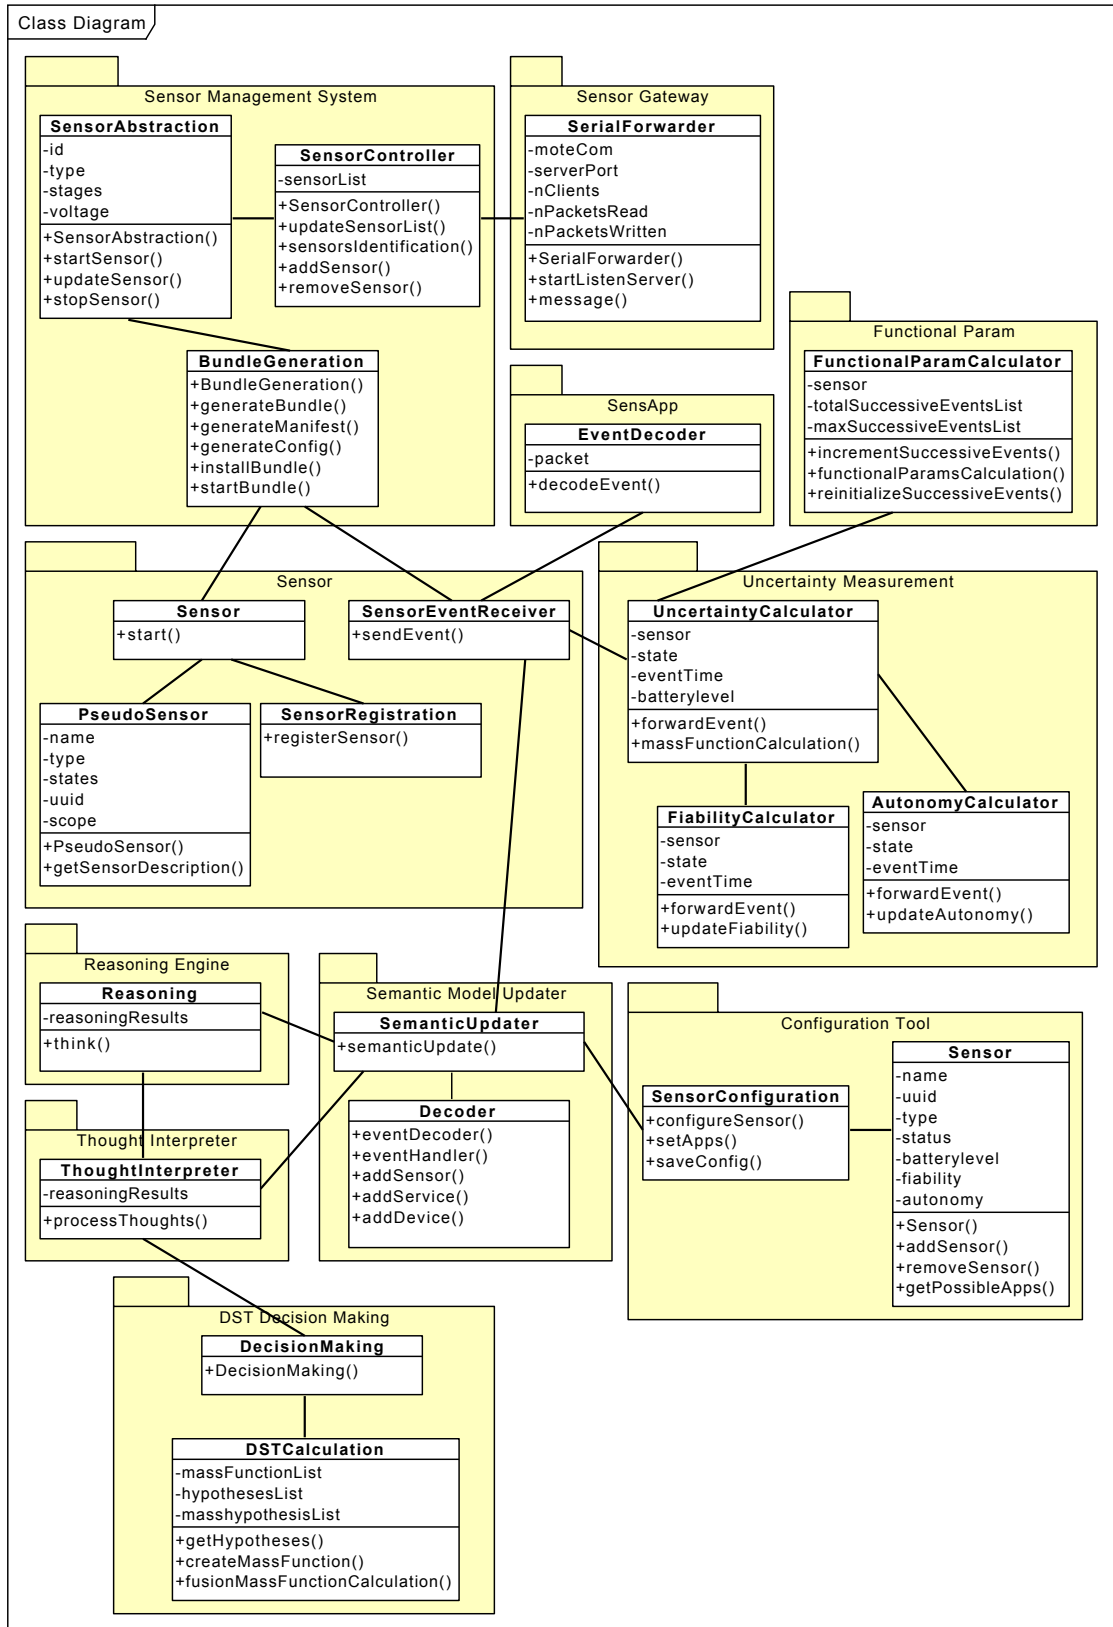 Class Diagram
Sensor Management System
SensorAbstraction
-id
-type
-stages
-voltage
+SensorAbstraction()
+startSensor()
+updateSensor()
+stopSensor()
SensorController
-sensorList
+SensorController()
+updateSensorList()
+sensorsIdentification()
+addSensor()
+removeSensor()
BundleGeneration
+BundleGeneration()
+generateBundle()
+generateManifest()
+generateConfig()
+installBundle()
+startBundle()
Sensor Gateway
SerialForwarder
-moteCom
-serverPort
-nClients
-nPacketsRead
-nPacketsWritten
+SerialForwarder()
+startListenServer()
+message()
Functional Param
FunctionalParamCalculator
-sensor
-totalSuccessiveEventsList
-maxSuccessiveEventsList
+incrementSuccessiveEvents()
+functionalParamsCalculation()
+reinitializeSuccessiveEvents()
SensApp
EventDecoder
-packet
+decodeEvent()
Sensor
Sensor
+start()
SensorEventReceiver
+sendEvent()
PseudoSensor
-name
-type
-states
-uuid
-scope
+PseudoSensor()
+getSensorDescription()
SensorRegistration
+registerSensor()
Uncertainty Measurement
UncertaintyCalculator
-sensor
-state
-eventTime
-batterylevel
+forwardEvent()
+massFunctionCalculation()
FiabilityCalculator
-sensor
-state
-eventTime
+forwardEvent()
+updateFiability()
AutonomyCalculator
-sensor
-state
-eventTime
+forwardEvent()
+updateAutonomy()
Reasoning Engine
Reasoning
-reasoningResults
+think()
Semantic Model Updater
SemanticUpdater
+semanticUpdate()
Decoder
+eventDecoder()
+eventHandler()
+addSensor()
+addService()
+addDevice()
Configuration Tool
SensorConfiguration
+configureSensor()
+setApps()
+saveConfig()
Sensor
-name
-uuid
-type
-status
-batterylevel
-fiability
-autonomy
+Sensor()
+addSensor()
+removeSensor()
+getPossibleApps()
Thought Interpreter
ThoughtInterpreter
-reasoningResults
+processThoughts()
DST Decision Making
DecisionMaking
+DecisionMaking()
DSTCalculation
-massFunctionList
-hypothesesList
-masshypothesisList
+getHypotheses()
+createMassFunction()
+fusionMassFunctionCalculation()